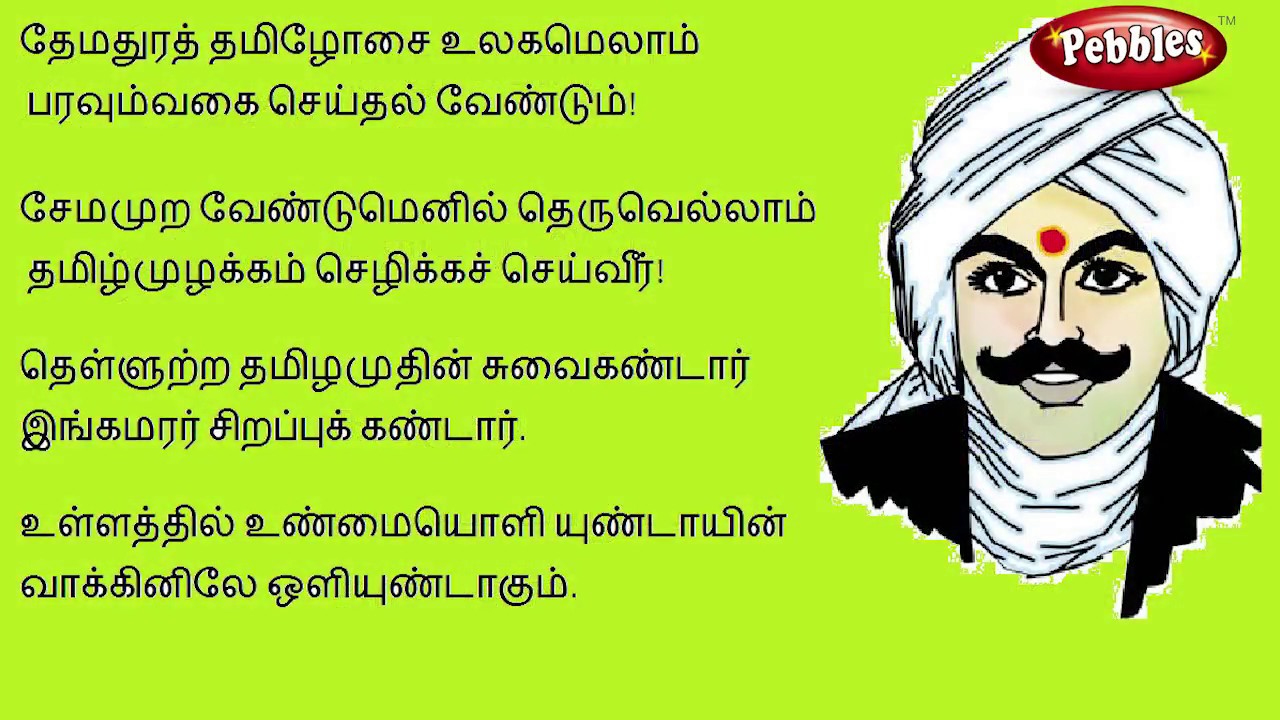 தேமதுரத் தமிழோசை உலகமெலாம்
பரவும்வகை செய்தல் வேண்டும்!
சேமமுற வேண்டுமெனில் தெருவெல்லாம்
தமிழ்முழக்கம் செழிக்கச் செய்வீர்!
தெள்ளுற்ற தமிழமுதின் சுவைகண்டார்
இங்கமரர் சிறப்புக் கண்டார்.
உள்ளத்தில் உண்மையொளி யுண்டாயின்
வாக்கினிலே ஒளியுண்டாகும்.
Pebbles TM